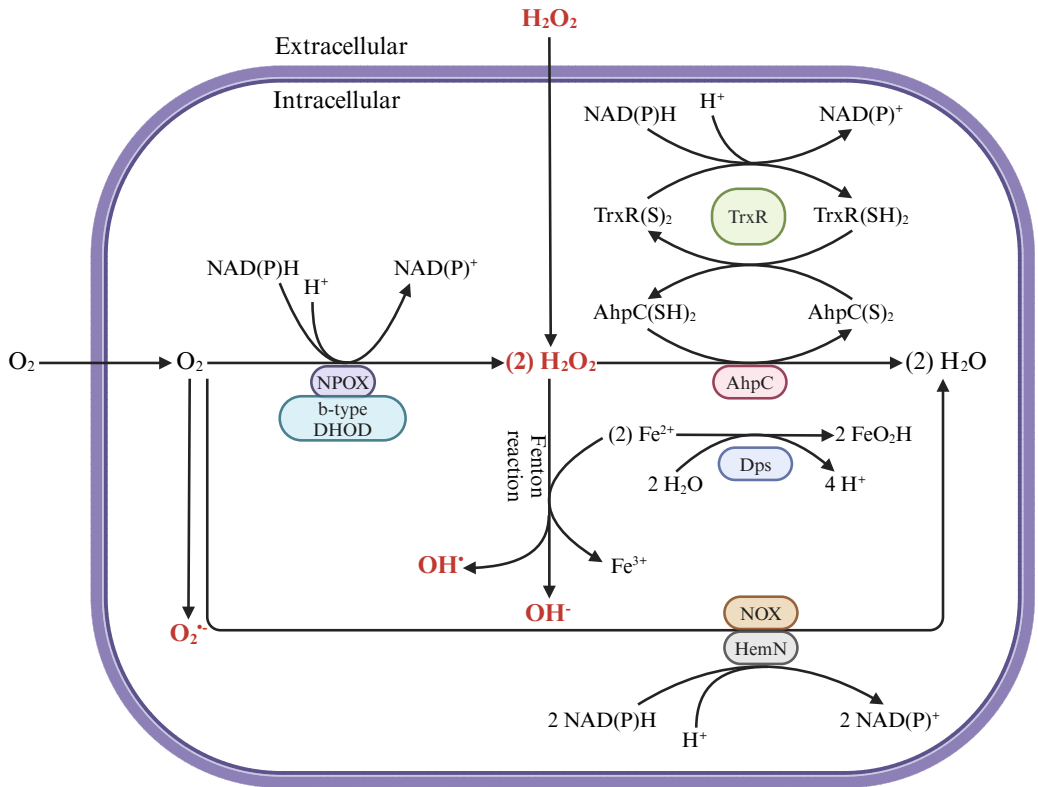 H₂O₂
Extracellular
Intracellular
NAD(P)H
H⁺
NAD(P)⁺
TrxR(S)₂
TrxR
TrxR(SH)₂
NAD(P)H
H⁺
NAD(P)⁺
AhpC(SH)₂
AhpC(S)₂
O₂
O₂
(2) H₂O₂
(2) H₂O
NPOX
AhpC
b-type
DHOD
Fenton
reaction
(2) Fe²⁺
2 FeO₂H
Dps
2 H₂O
4 H⁺
OH•
Fe³⁺
OH⁻
O₂•⁻
NOX
HemN
2 NAD(P)H
H⁺
2 NAD(P)⁺